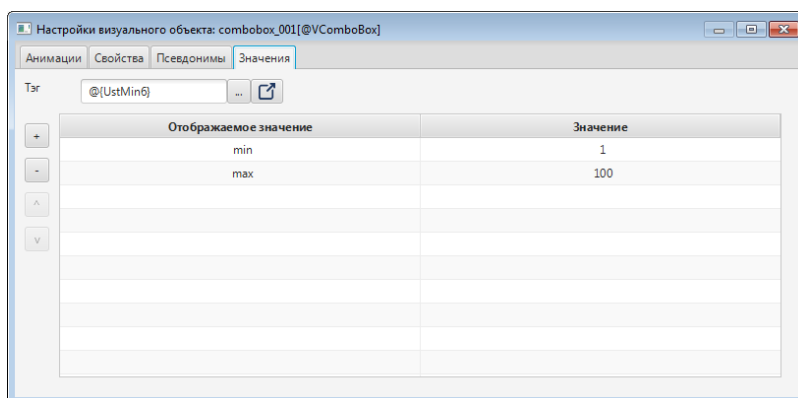 Настройки визуального объекта: combobox_001[@VComboBox]
Анимации Свойства Псевдонимы Значения
Тэг @{UstMin6} ...
+ Отображаемое значение Значение
min 1
- max 100
^
v